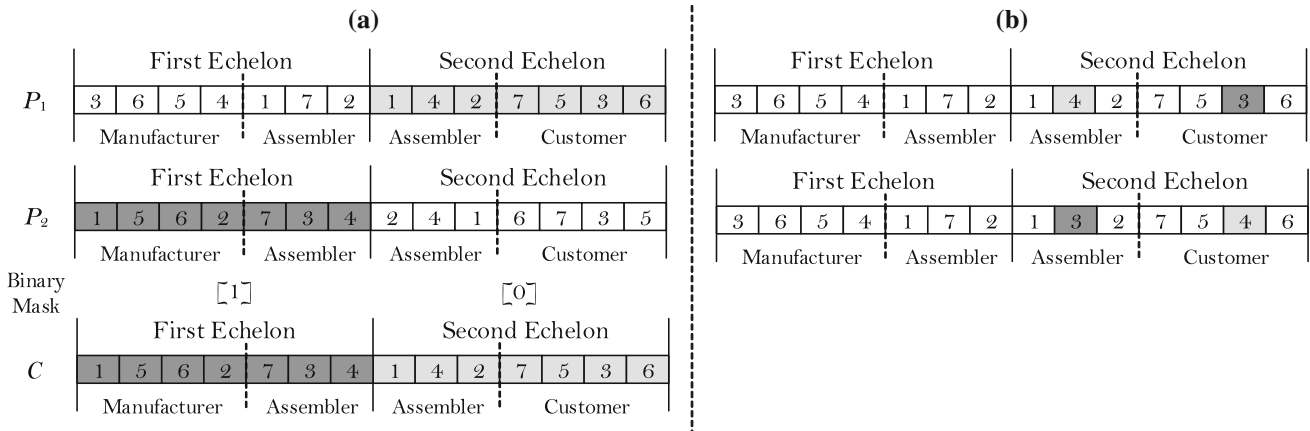 (a)
First Echelon Second Echelon
P1 3 6 5 4 1 7 2 1 4 2 7 5 3 6
Manufacturer Assembler Assembler Customer
First Echelon Second Echelon
P2 1 5 6 2 7 3 4 2 4 1 6 7 3 5
Manufacturer Assembler Assembler Customer
Binary
Mask [1] [0]
First Echelon Second Echelon
C 1 5 6 2 7 3 4 1 4 2 7 5 3 6
Manufacturer Assembler Assembler Customer
(b)
First Echelon Second Echelon
3 6 5 4 1 7 2 1 4 2 7 5 3 6
Manufacturer Assembler Assembler Customer
First Echelon Second Echelon
3 6 5 4 1 7 2 1 3 2 7 5 4 6
Manufacturer Assembler Assembler Customer